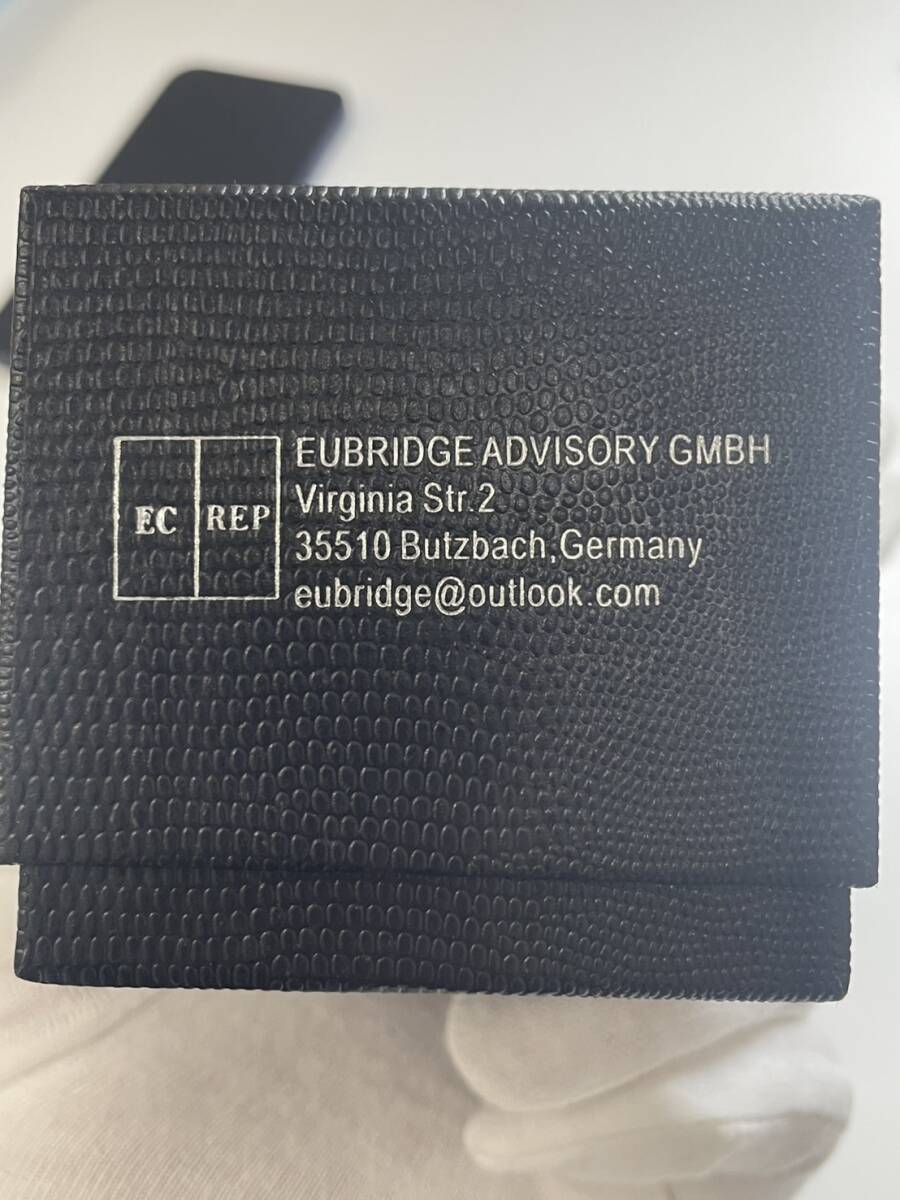 EC REP
EUBRIDGE ADVISORY GMBH
Virginia Str.2
35510 Butzbach,Germany
eubridge@outlook.com